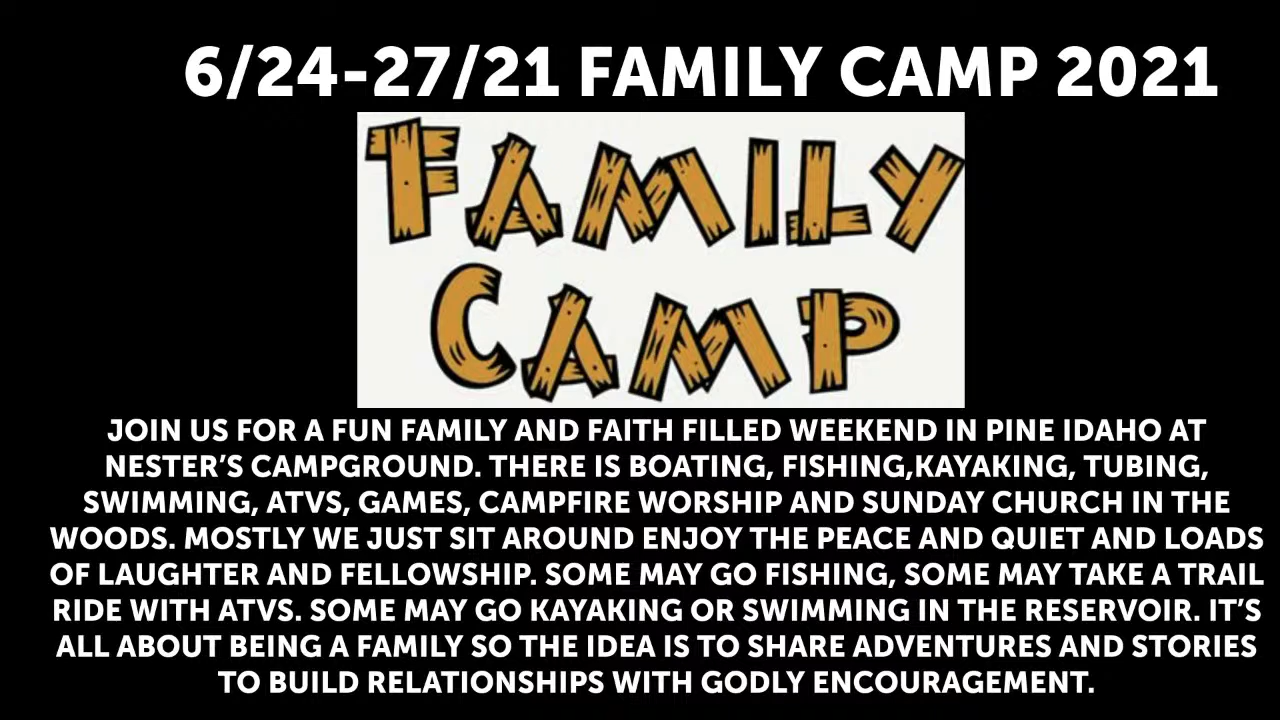 6/24-27/21 FAMILY CAMP 2021
FAMILY
CAMP
JOIN US FOR A FUN FAMILY AND FAITH FILLED WEEKEND IN PINE IDAHO AT
NESTER'S CAMPGROUND. THERE IS BOATING, FISHING,KAYAKING, TUBING,
SWIMMING, ATVS, GAMES, CAMPFIRE WORSHIP AND SUNDAY CHURCH IN THE
WOODS. MOSTLY WE JUST SIT AROUND ENJOY THE PEACE AND QUIET AND LOADS
OF LAUGHTER AND FELLOWSHIP. SOME MAY GO FISHING, SOME MAY TAKE A TRAIL
RIDE WITH ATVS. SOME MAY GO KAYAKING OR SWIMMING IN THE RESERVOIR. IT'S
ALL ABOUT BEING A FAMILY SO THE IDEA IS TO SHARE ADVENTURES AND STORIES
TO BUILD RELATIONSHIPS WITH GODLY ENCOURAGEMENT.